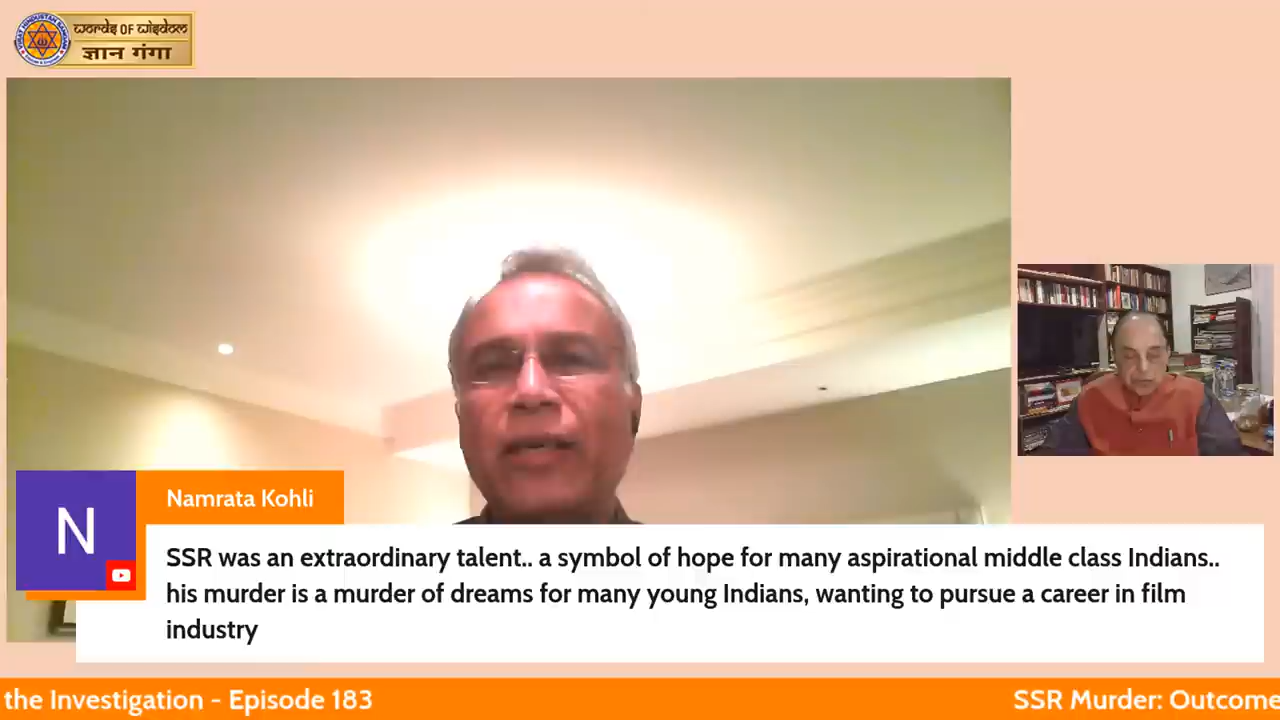 words of wisdom
ज्ञान गंगा
N
Namrata Kohli
SSR was an extraordinary talent.. a symbol of hope for many aspirational middle class Indians..
his murder is a murder of dreams for many young Indians, wanting to pursue a career in film
industry
the Investigation - Episode 183
SSR Murder: Outcome